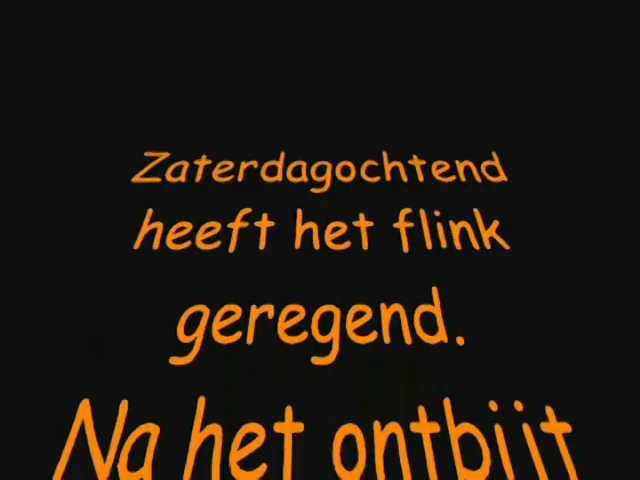 Zaterdagochtend
heeft het flink
geregend.
Na het ontbijt